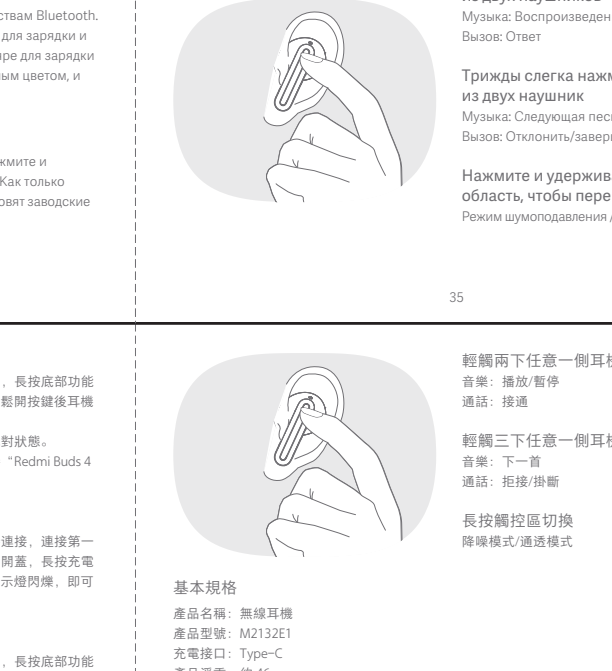 ствам Bluetooth.
для зарядки и
яре для зарядки
ым цветом, и
жмите и
Как только
овят заводские
Музыка: Воспроизведен
Вызов: Ответ
Трижды слегка нажм
из двух наушник
Музыка: Следующая пес
Вызов: Отклонить/завер
Нажмите и удержив
область, чтобы пере
Режим шумоподавления /
35
，長按底部功能
鬆開按鍵後耳機
對狀態。
“Redmi Buds 4
連接，連接第一
開蓋，長按充電
示燈閃爍，即可
，長按底部功能
基本規格
產品名稱：無線耳機
產品型號：M2132E1
充電接口：Type-C
輕觸兩下任意一側耳機
音樂：播放/暫停
通話：接通
輕觸三下任意一側耳機
音樂：下一首
通話：拒接/掛斷
長按觸控區切換
降噪模式/通透模式